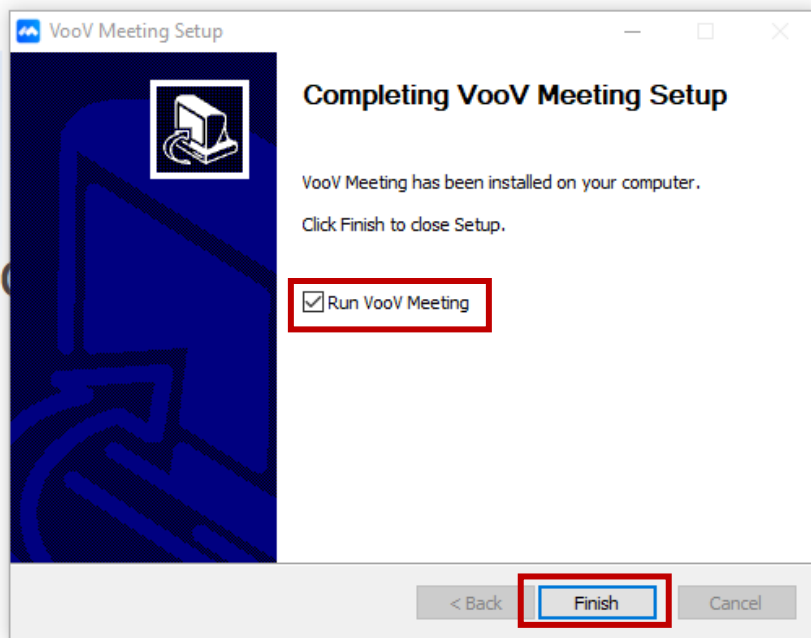 VooV Meeting Setup
Completing VooV Meeting Setup
VooV Meeting has been installed on your computer.
Click Finish to close Setup.
Run VooV Meeting
< Back
Finish
Cancel